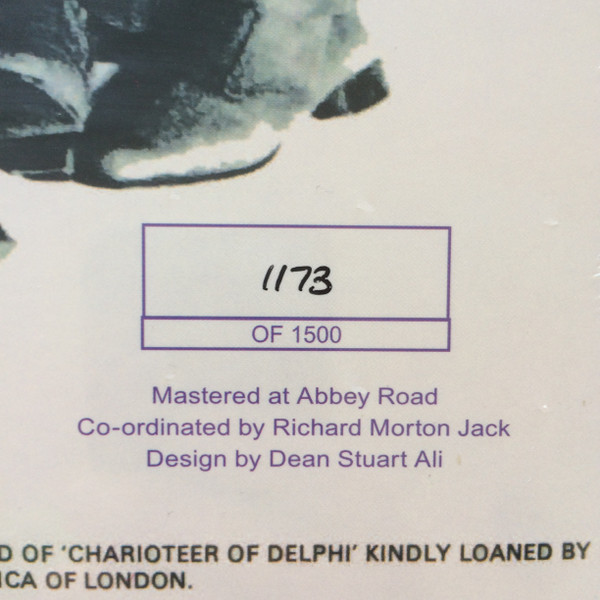 1173
OF 1500
Mastered at Abbey Road
Co-ordinated by Richard Morton Jack
Design by Dean Stuart Ali
D OF 'CHARIOTEER OF DELPHI' KINDLY LOANED BY
ICA OF LONDON.